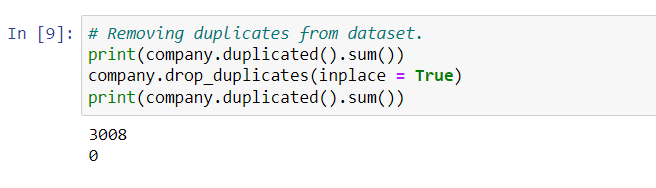 In [9]: # Removing duplicates from dataset.
print(company.duplicated().sum())
company.drop_duplicates(inplace = True)
print(company.duplicated().sum())
3008
0